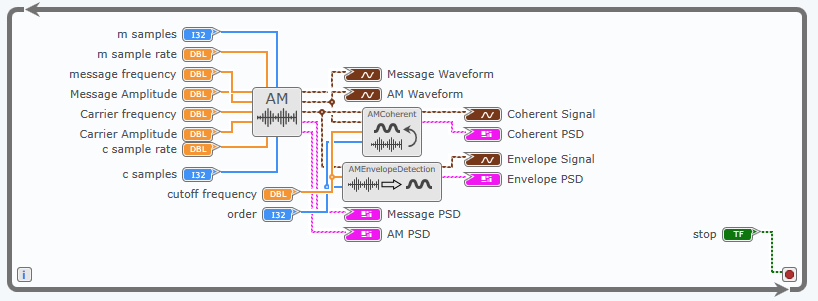 m samples I32
m sample rate DBL
message frequency DBL
Message Amplitude DBL
Carrier frequency DBL
Carrier Amplitude DBL
c sample rate DBL
c samples I32
AM
Message Waveform
AM Waveform
AMCoherent
Coherent Signal
Coherent PSD
AMEnvelopeDetection
Envelope Signal
Envelope PSD
cutoff frequency DBL
order I32
Message PSD
AM PSD
stop TF
i